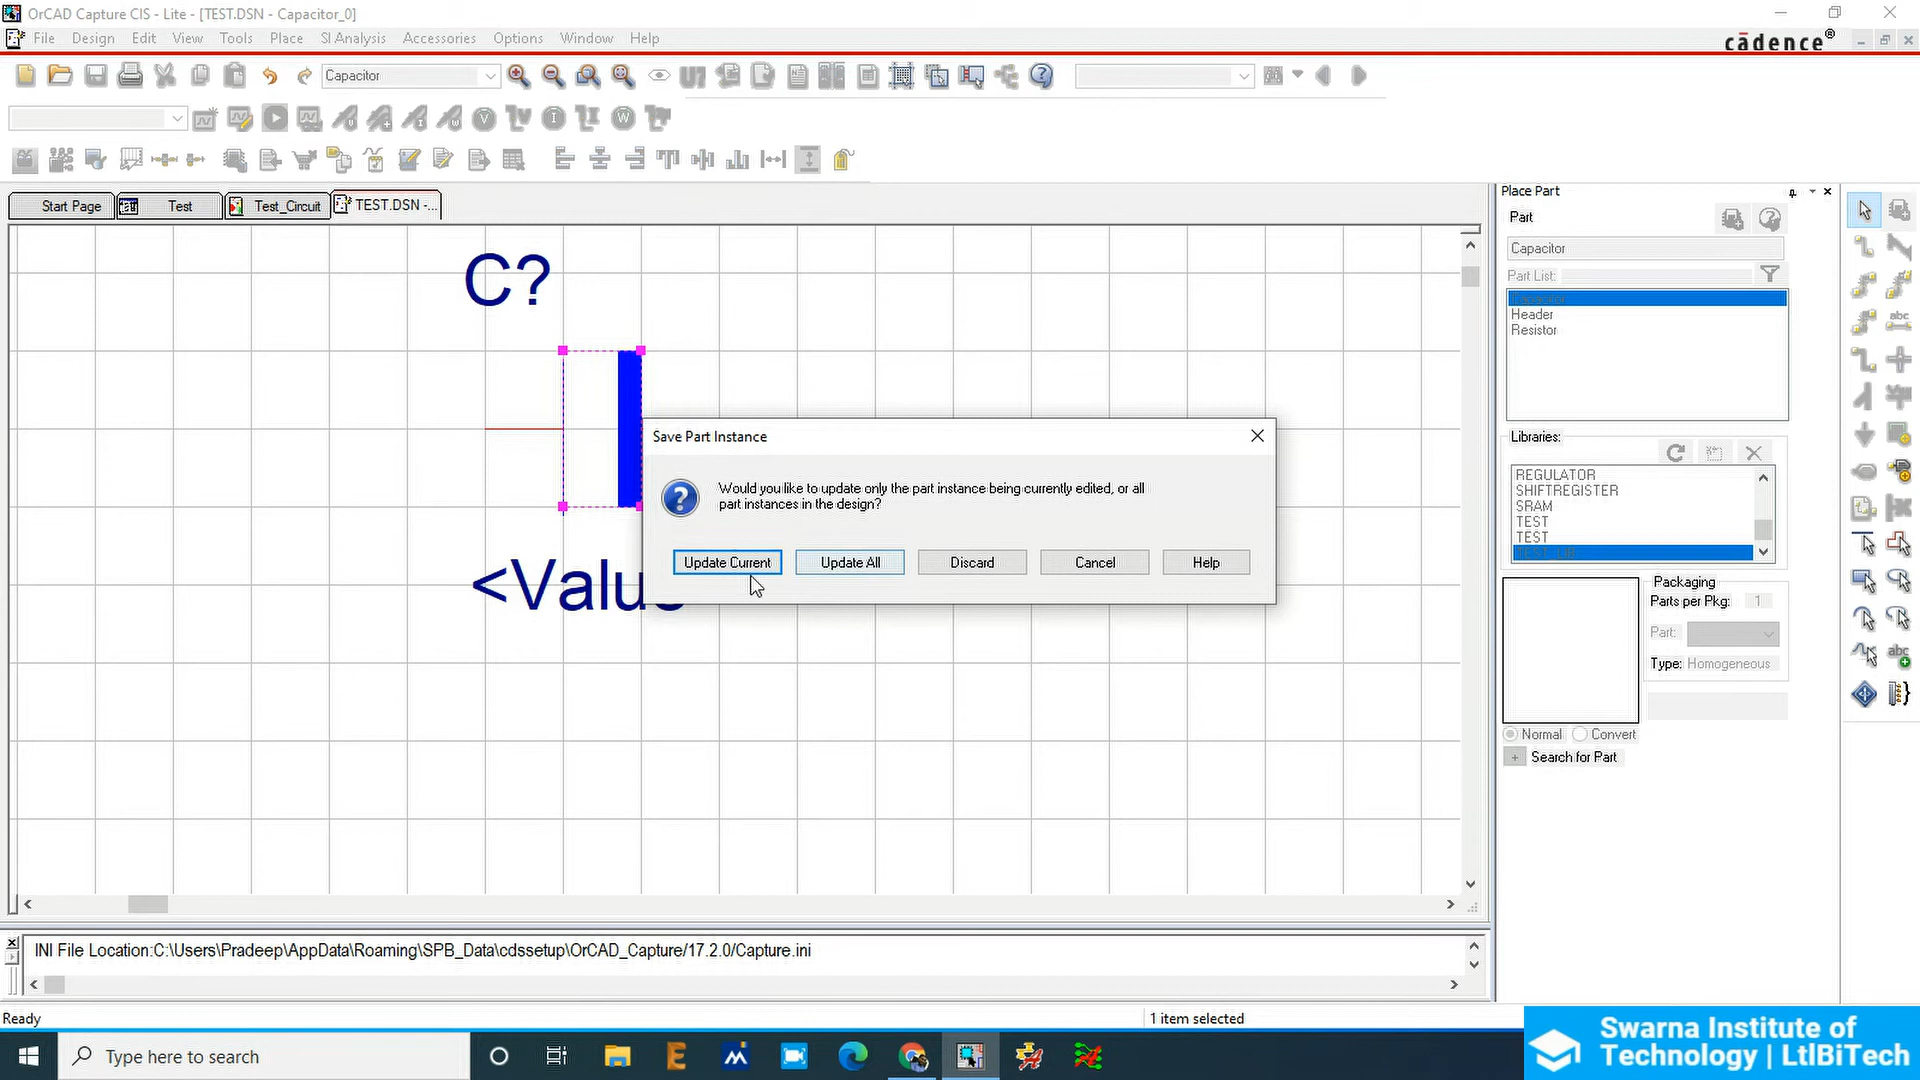 OrCAD Capture CIS - Lite - [TEST.DSN - Capacitor_0]
File Design Edit View Tools Place SI Analysis Accessories Options Window Help
cādence®
Capacitor
Start Page
Test
Test_Circuit
TEST.DSN -...
C?
<Value
Save Part Instance
Would you like to update only the part instance being currently edited, or all
part instances in the design?
Update Current
Update All
Discard
Cancel
Help
Place Part
Part
Capacitor
Part List:
Capacitor
Header
Resistor
Libraries:
REGULATOR
SHIFTREGISTER
SRAM
TEST
TEST
TEST_LIB
Packaging
Parts per Pkg: 1
Part:
Type: Homogeneous
Normal Convert
+ Search for Part
INI File Location:C:\Users\Pradeep\AppData\Roaming\SPB_Data\cdssetup\OrCAD_Capture/17.2.0/Capture.ini
Ready
1 item selected
Type here to search
Swarna Institute of
Technology | LtIBiTech